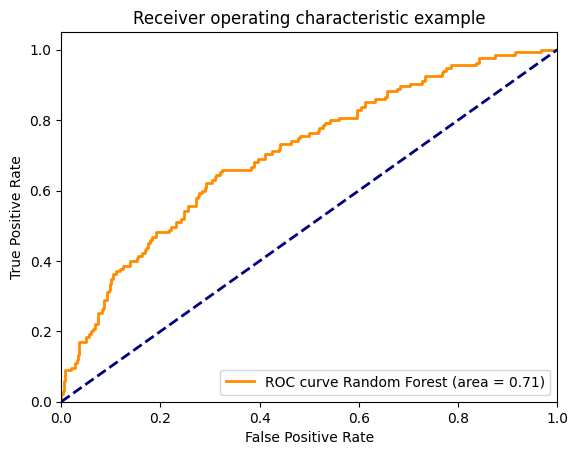 Receiver operating characteristic example
True Positive Rate
1.0
0.8
0.6
0.4
0.2
0.0
ROC curve Random Forest (area = 0.71)
0.0 0.2 0.4 0.6 0.8 1.0
False Positive Rate